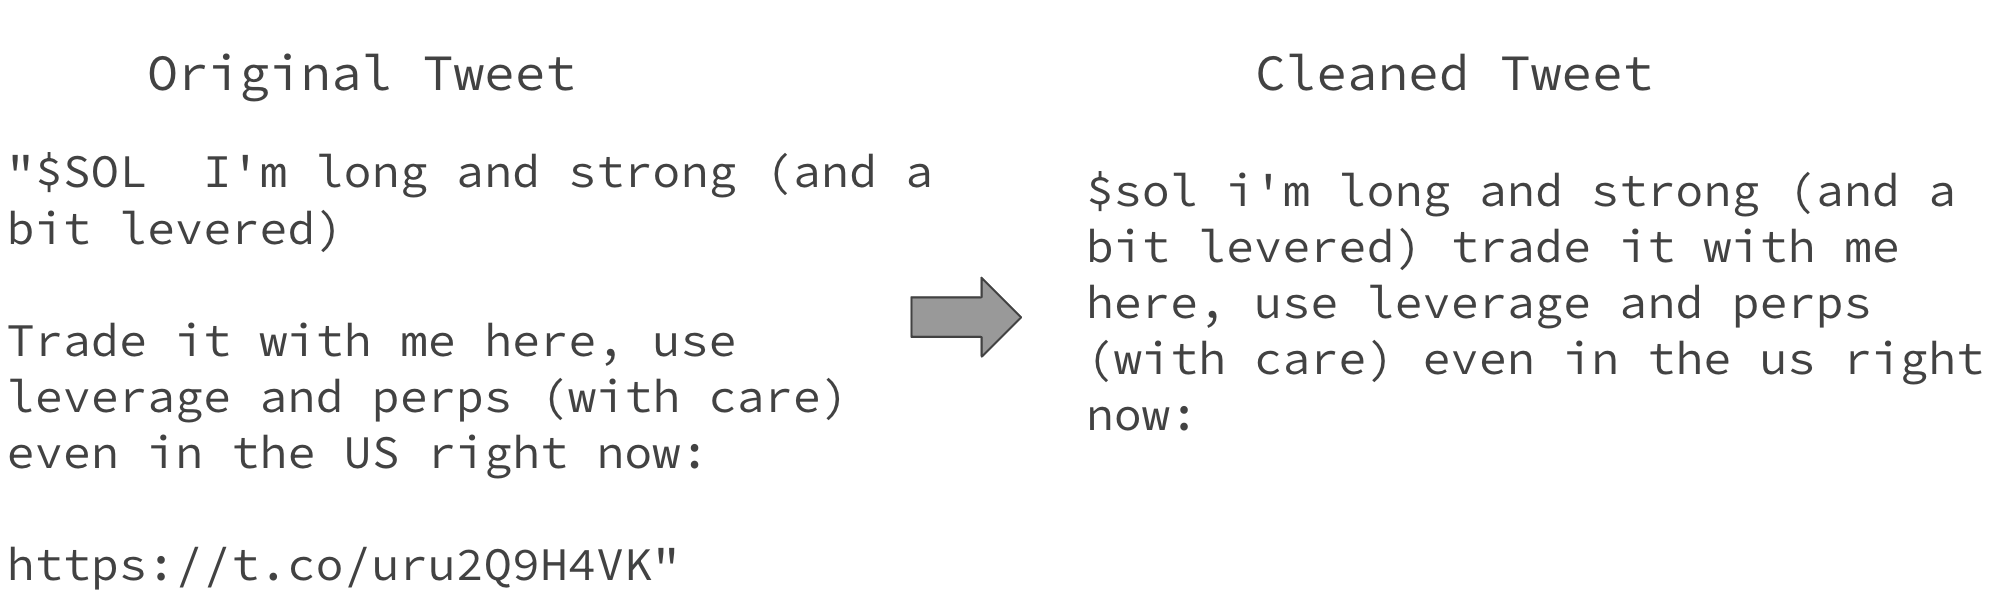 Original Tweet
"$SOL  I'm long and strong (and a
bit levered)
Trade it with me here, use
leverage and perps (with care)
even in the US right now:
https://t.co/uru2Q9H4VK"
Cleaned Tweet
$sol i'm long and strong (and a
bit levered) trade it with me
here, use leverage and perps
(with care) even in the us right
now: